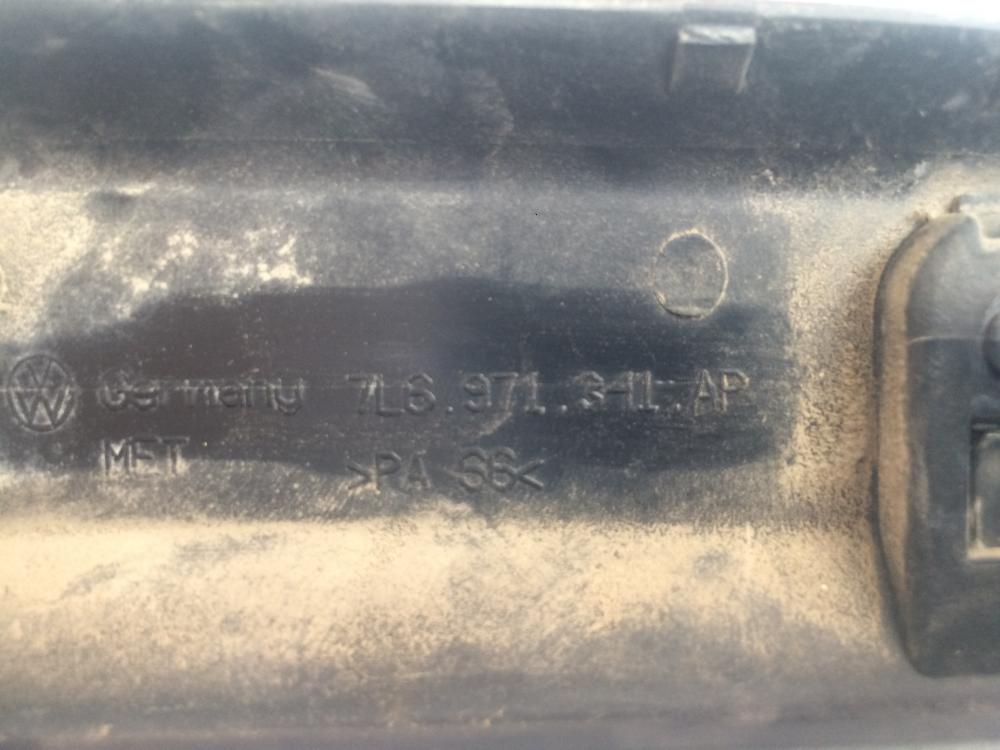 Germany 7L6.971.341.AP
MET >PA 66<